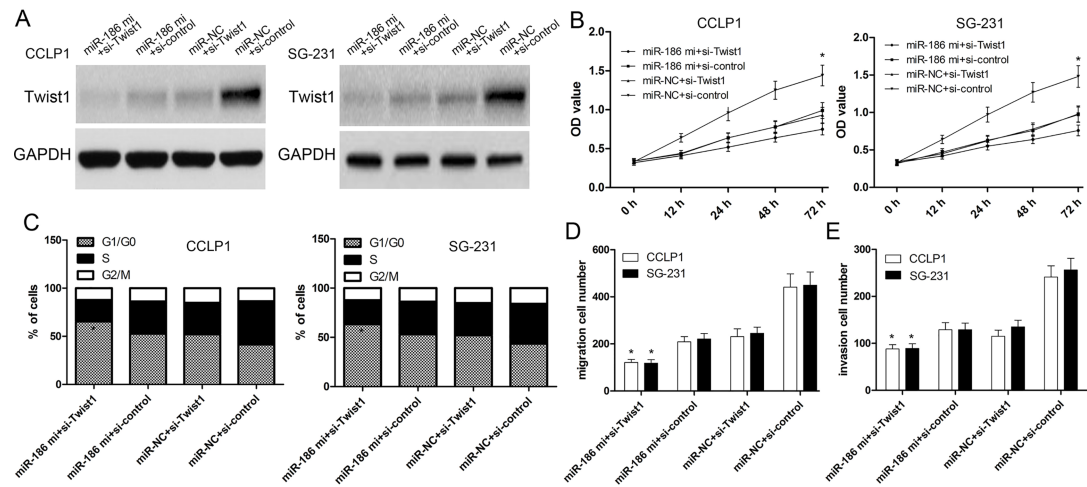 A
CCLP1
miR-186 mi
+si-Twist1
miR-186 mi
+si-control
miR-NC
+si-Twist1
miR-NC
+si-control
Twist1
GAPDH
SG-231
miR-186 mi
+si-Twist1
miR-186 mi
+si-control
miR-NC
+si-Twist1
miR-NC
+si-control
Twist1
GAPDH
B
CCLP1
miR-186 mi+si-Twist1
miR-186 mi+si-control
miR-NC+si-Twist1
miR-NC+si-control
*
OD value
2.0
1.5
1.0
0.5
0.0
0 h
12 h
24 h
48 h
72 h
SG-231
miR-186 mi+si-Twist1
miR-186 mi+si-control
miR-NC+si-Twist1
miR-NC+si-control
*
OD value
2.0
1.5
1.0
0.5
0.0
0 h
12 h
24 h
48 h
72 h
C
CCLP1
G1/G0
S
G2/M
% of cells
150
100
50
0
*
miR-186 mi+si-Twist1
miR-186 mi+si-control
miR-NC+si-Twist1
miR-NC+si-control
SG-231
G1/G0
S
G2/M
% of cells
150
100
50
0
*
miR-186 mi+si-Twist1
miR-186 mi+si-control
miR-NC+si-Twist1
miR-NC+si-control
D
CCLP1
SG-231
migration cell number
600
400
200
0
* *
miR-186 mi+si-Twist1
miR-186 mi+si-control
miR-NC+si-Twist1
miR-NC+si-control
E
CCLP1
SG-231
invasion cell number
300
200
100
0
* *
miR-186 mi+si-Twist1
miR-186 mi+si-control
miR-NC+si-Twist1
miR-NC+si-control